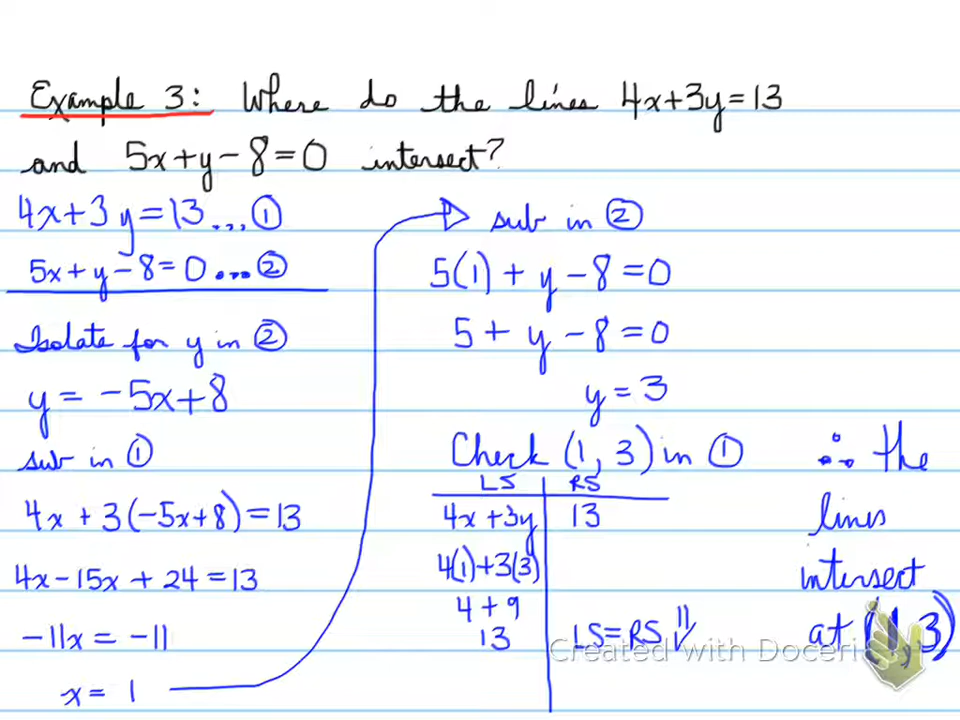 Example 3: Where do the lines 4x+3y=13
and 5x+y-8=0 intersect?
4x+3y=13...①
5x+y-8=0...②
Isolate for y in ②
y = -5x+8
sub in ①
4x + 3(-5x+8) = 13
4x-15x+24=13
-11x = -11
x = 1
sub in ②
5(1) + y - 8 = 0
5 + y - 8 = 0
y = 3
Check (1, 3) in ①
LS RS
4x+3y 13
4(1)+3(3)
4+9
13 LS=RS
∴ the
lines
intersect
at (1,3)
Created with Doceri